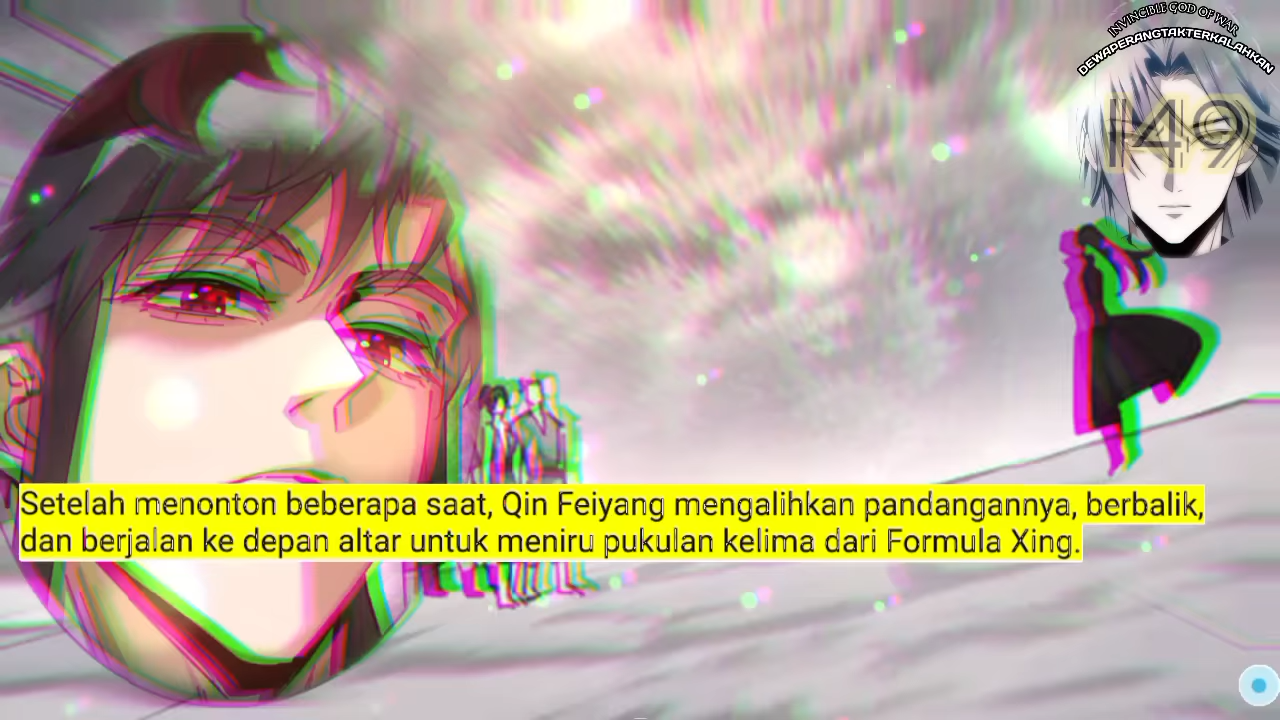 INVINCIBLE GOD OF WAR
DEWAPERANGTAKTERKALAHKAN
149
Setelah menonton beberapa saat, Qin Feiyang mengalihkan pandangannya, berbalik,
dan berjalan ke depan altar untuk meniru pukulan kelima dari Formula Xing.